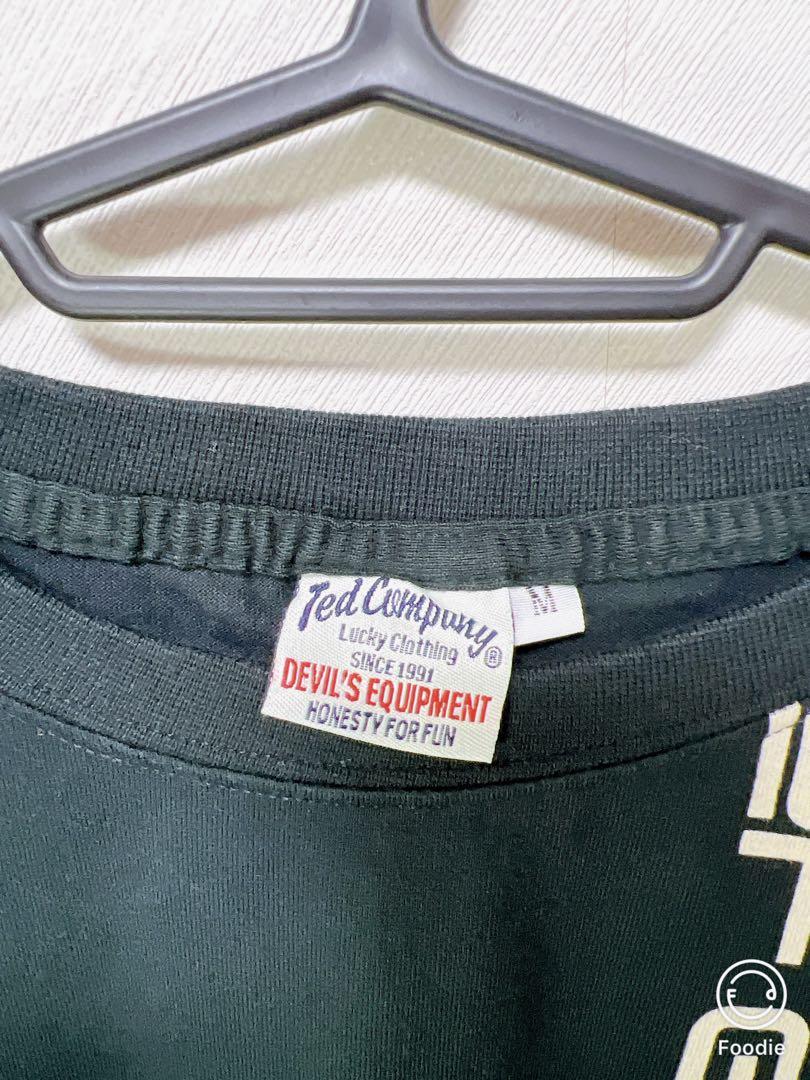 Ted Company
Lucky Clothing ®
SINCE 1991
DEVIL'S EQUIPMENT
HONESTY FOR FUN
M
T
F d
Foodie